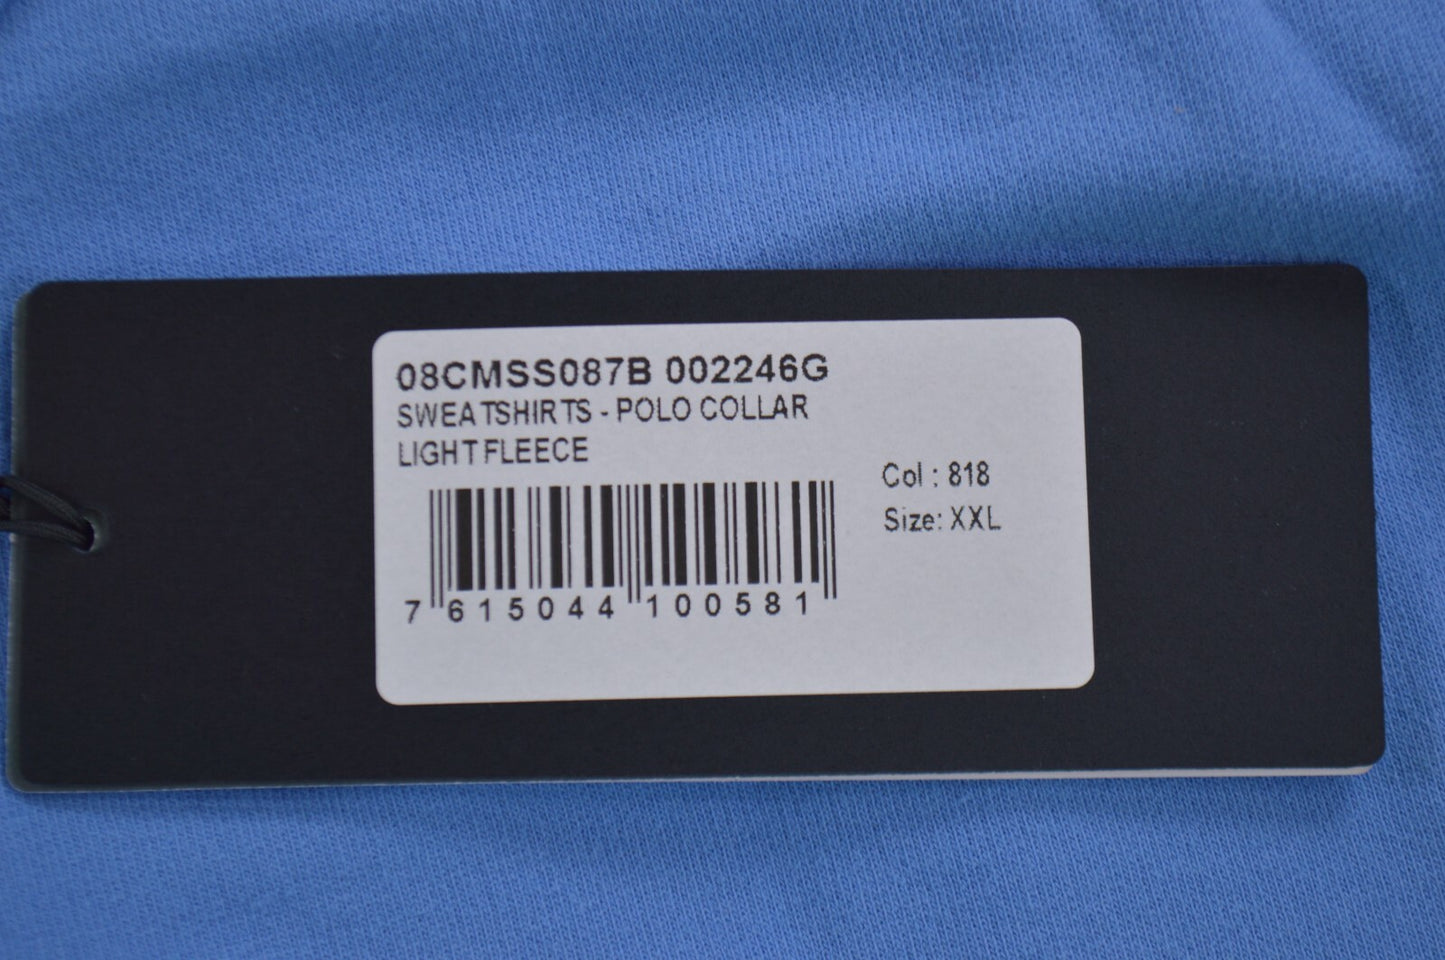 08CMSS087B 002246G
SWEATSHIRTS - POLO COLLAR
LIGHT FLEECE
Col : 818
Size: XXL
7 615044 100581